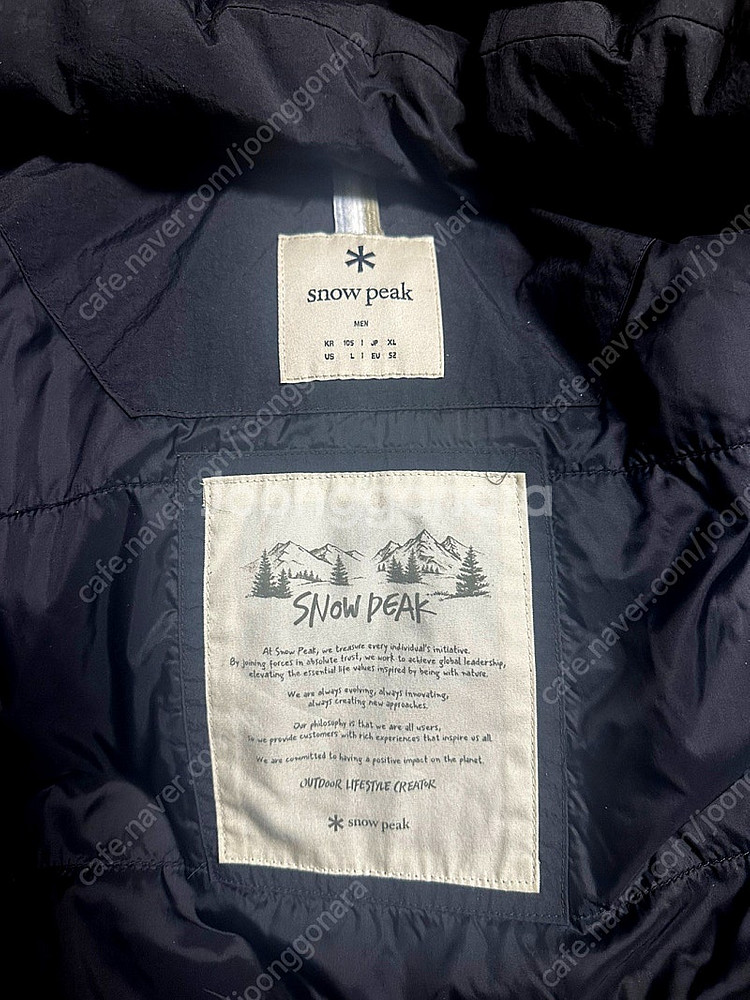 snow peak
MEN
KR 105 | JP XL
US L | EU 52
SNOW PEAK
At Snow Peak, we treasure every individual's initiative.
By joining forces in absolute trust, we work to achieve global leadership,
elevating the essential life values inspired by being with nature.
We are always evolving, always innovating,
always creating new approaches.
Our philosophy is that we are all users,
so we provide customers with rich experiences that inspire us all.
We are committed to having a positive impact on the planet.
OUTDOOR LIFESTYLE CREATOR
snow peak
joonggonara
cafe.naver.com/joonggonara
Mari